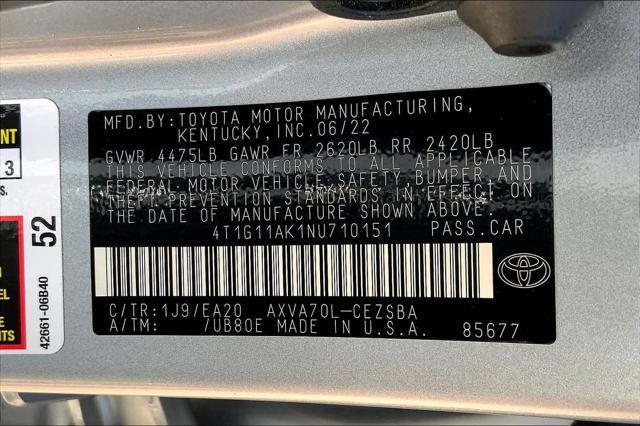 MFD.BY:TOYOTA MOTOR MANUFACTURING,
KENTUCKY,INC.06/22
GVWR 4475LB GAWR FR 2620LB RR 2420LB
THIS VEHICLE CONFORMS TO ALL APPLICABLE
FEDERAL MOTOR VEHICLE SAFETY, BUMPER AND
THEFT PREVENTION STANDARDS IN EFFECT ON
THE DATE OF MANUFACTURE SHOWN ABOVE.
4T1G11AK1NU710151 PASS.CAR
C/TR:1J9/EA20 AXVA70L-CEZSBA
A/TM: /UB80E MADE IN U.S.A. 85677
3
52
42661-06B40